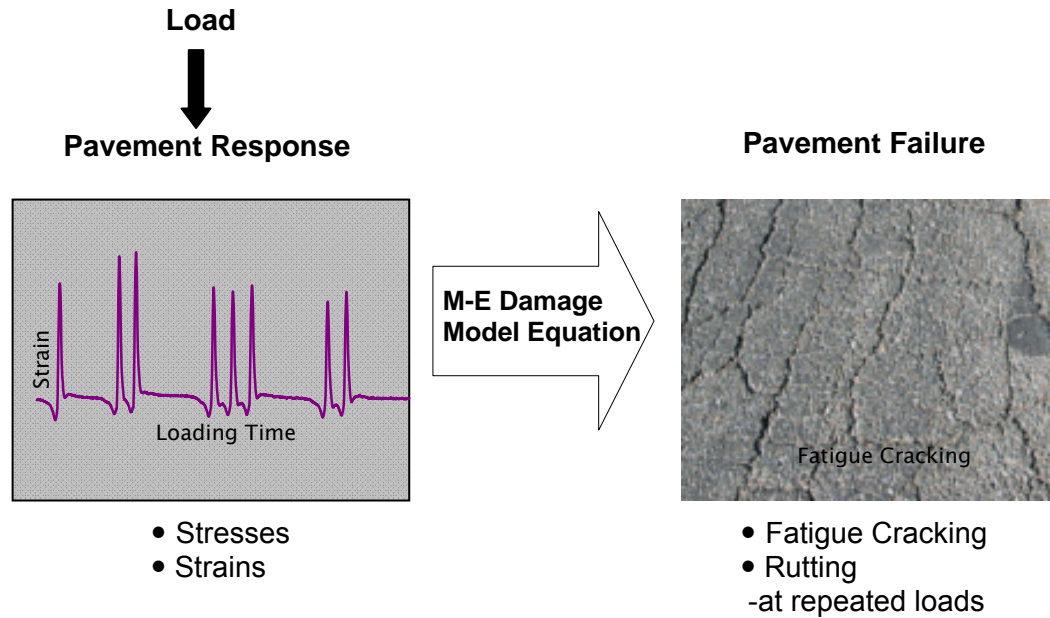 Load
Pavement Response
Strain
Loading Time
• Stresses
• Strains
M-E Damage
Model Equation
Pavement Failure
Fatigue Cracking
• Fatigue Cracking
• Rutting
-at repeated loads